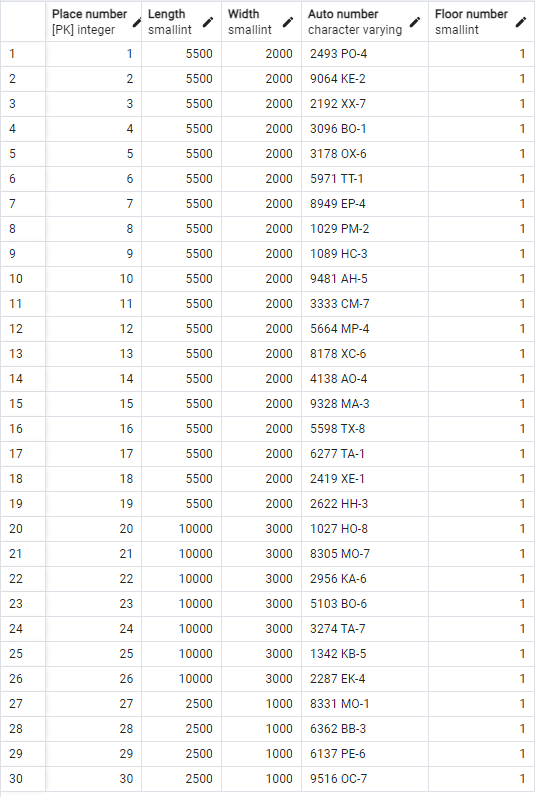 Place number Length Width Auto number Floor number
[PK] integer smallint smallint character varying smallint
1 1 5500 2000 2493 PO-4 1
2 2 5500 2000 9064 KE-2 1
3 3 5500 2000 2192 XX-7 1
4 4 5500 2000 3096 BO-1 1
5 5 5500 2000 3178 OX-6 1
6 6 5500 2000 5971 TT-1 1
7 7 5500 2000 8949 EP-4 1
8 8 5500 2000 1029 PM-2 1
9 9 5500 2000 1089 HC-3 1
10 10 5500 2000 9481 AH-5 1
11 11 5500 2000 3333 CM-7 1
12 12 5500 2000 5664 MP-4 1
13 13 5500 2000 8178 XC-6 1
14 14 5500 2000 4138 AO-4 1
15 15 5500 2000 9328 MA-3 1
16 16 5500 2000 5598 TX-8 1
17 17 5500 2000 6277 TA-1 1
18 18 5500 2000 2419 XE-1 1
19 19 5500 2000 2622 HH-3 1
20 20 10000 3000 1027 HO-8 1
21 21 10000 3000 8305 MO-7 1
22 22 10000 3000 2956 KA-6 1
23 23 10000 3000 5103 BO-6 1
24 24 10000 3000 3274 TA-7 1
25 25 10000 3000 1342 KB-5 1
26 26 10000 3000 2287 EK-4 1
27 27 2500 1000 8331 MO-1 1
28 28 2500 1000 6362 BB-3 1
29 29 2500 1000 6137 PE-6 1
30 30 2500 1000 9516 OC-7 1